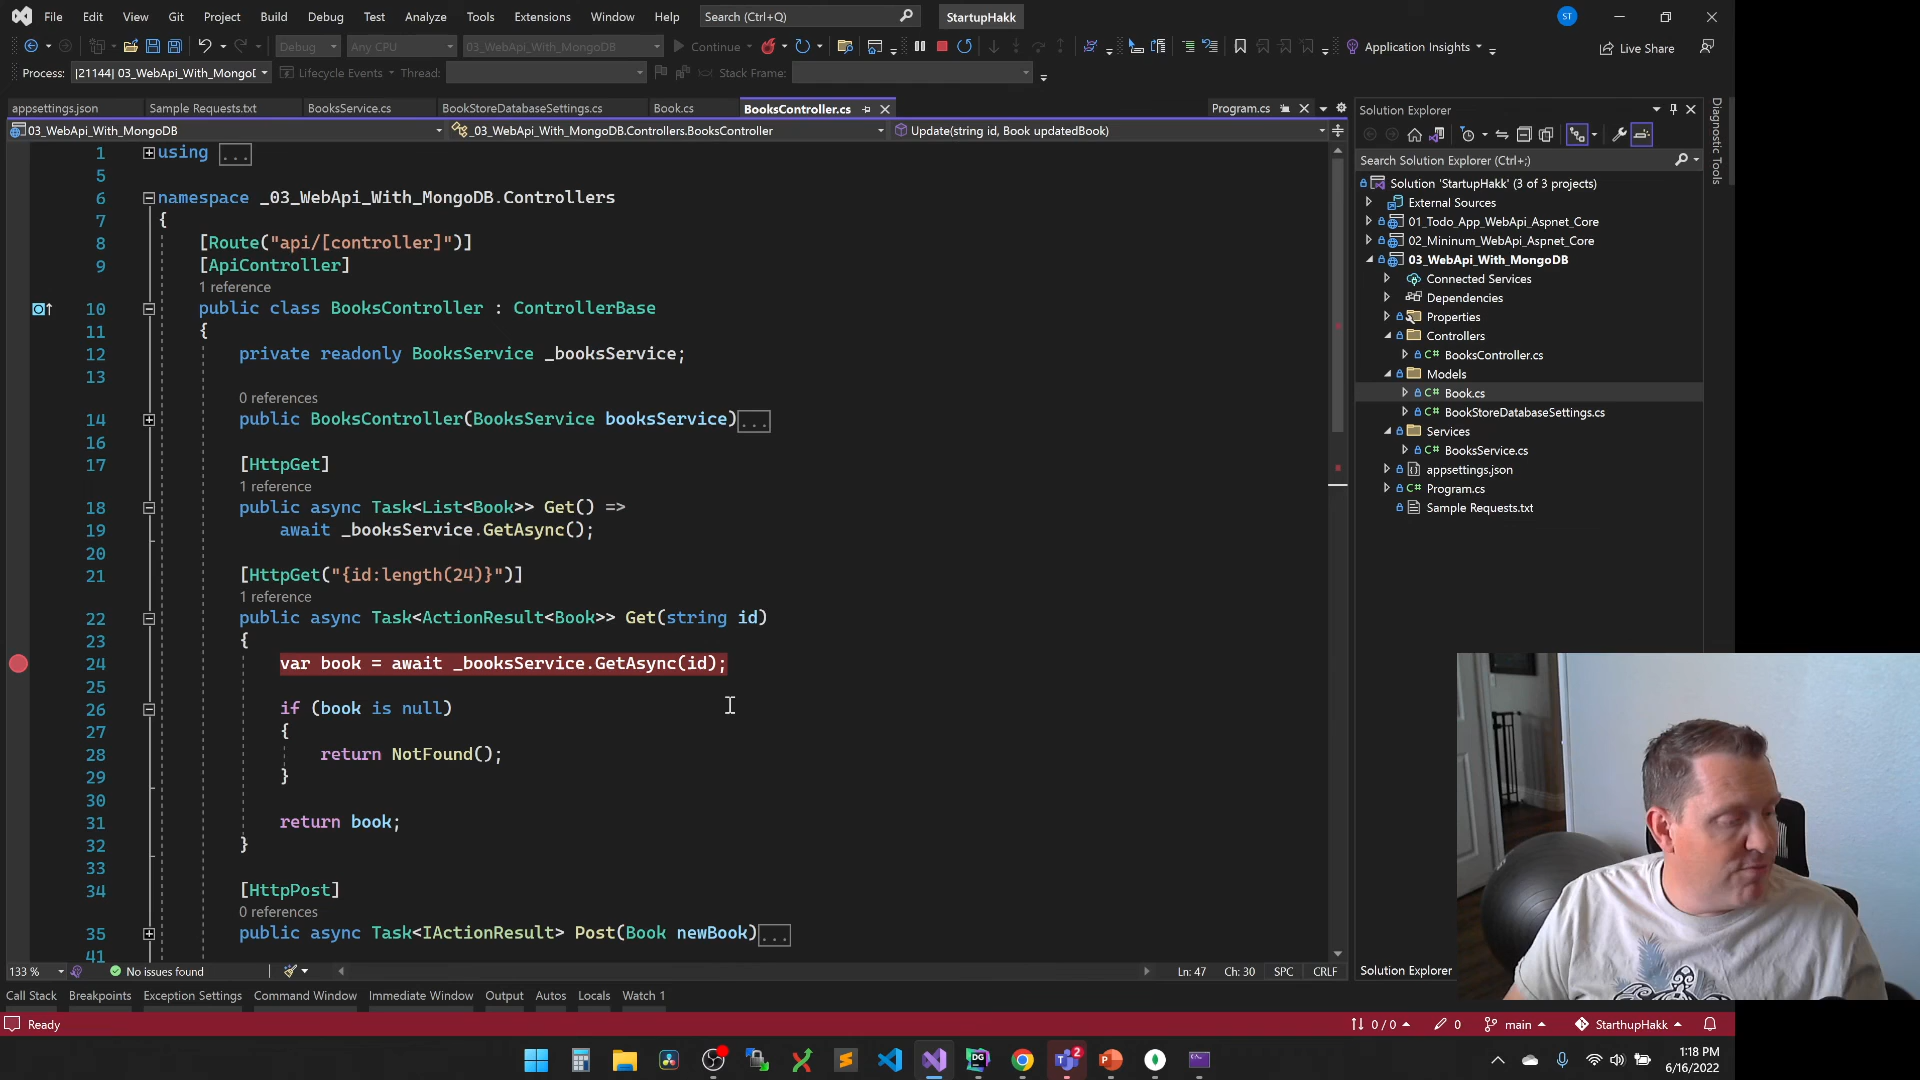 File Edit View Git Project Build Debug Test Analyze Tools Extensions Window Help Search (Ctrl+Q) StartupHakk ST
Debug Any CPU 03_WebApi_With_MongoDB Continue Application Insights Live Share
Process: [21144] 03_WebApi_With_MongoD Lifecycle Events Thread: Stack Frame:
appsettings.json Sample Requests.txt BooksService.cs BookStoreDatabaseSettings.cs Book.cs BooksController.cs Program.cs
03_WebApi_With_MongoDB _03_WebApi_With_MongoDB.Controllers.BooksController Update(string id, Book updatedBook)
1 using ...
5
6 namespace _03_WebApi_With_MongoDB.Controllers
7 {
8 [Route("api/[controller]")]
9 [ApiController]
1 reference
10 public class BooksController : ControllerBase
11 {
12 private readonly BooksService _booksService;
13
0 references
14 public BooksController(BooksService booksService)...
16
17 [HttpGet]
1 reference
18 public async Task<List<Book>> Get() =>
19 await _booksService.GetAsync();
20
21 [HttpGet("{id:length(24)}")]
1 reference
22 public async Task<ActionResult<Book>> Get(string id)
23 {
24 var book = await _booksService.GetAsync(id);
25
26 if (book is null)
27 {
28 return NotFound();
29 }
30
31 return book;
32 }
33
34 [HttpPost]
0 references
35 public async Task<IActionResult> Post(Book newBook)...
41
133 % No issues found Ln: 47 Ch: 30 SPC CRLF
Call Stack Breakpoints Exception Settings Command Window Immediate Window Output Autos Locals Watch 1
Ready 0 / 0 0 main StarthupHakk
Solution Explorer
Search Solution Explorer (Ctrl+;)
Solution 'StartupHakk' (3 of 3 projects)
External Sources
01_Todo_App_WebApi_Aspnet_Core
02_Mininum_WebApi_Aspnet_Core
03_WebApi_With_MongoDB
Connected Services
Dependencies
Properties
Controllers
C# BooksController.cs
Models
C# Book.cs
C# BookStoreDatabaseSettings.cs
Services
C# BooksService.cs
appsettings.json
C# Program.cs
Sample Requests.txt
Solution Explorer
Diagnostic Tools
DG
2
1:18 PM
6/16/2022